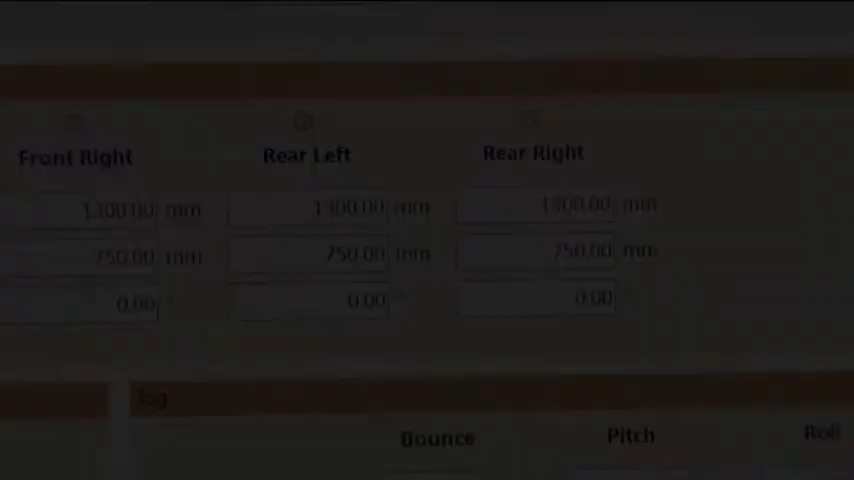 Front Right Rear Left Rear Right
1300.00 mm 1300.00 mm 1300.00 mm
750.00 mm 750.00 mm 750.00 mm
0.00 ° 0.00 ° 0.00 °
Jog
Bounce Pitch Roll